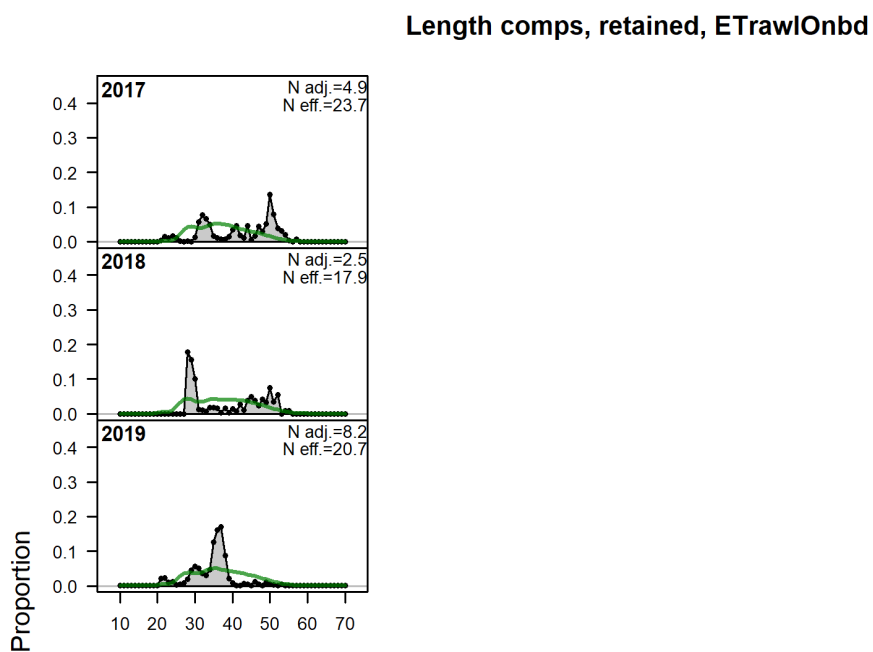 Length comps, retained, ETrawlOnbd
2017
N adj.=4.9
N eff.=23.7
0.4
0.3
0.2
0.1
0.0
2018
N adj.=2.5
N eff.=17.9
0.4
0.3
0.2
0.1
0.0
2019
N adj.=8.2
N eff.=20.7
0.4
0.3
0.2
0.1
0.0
10 20 30 40 50 60 70
Proportion